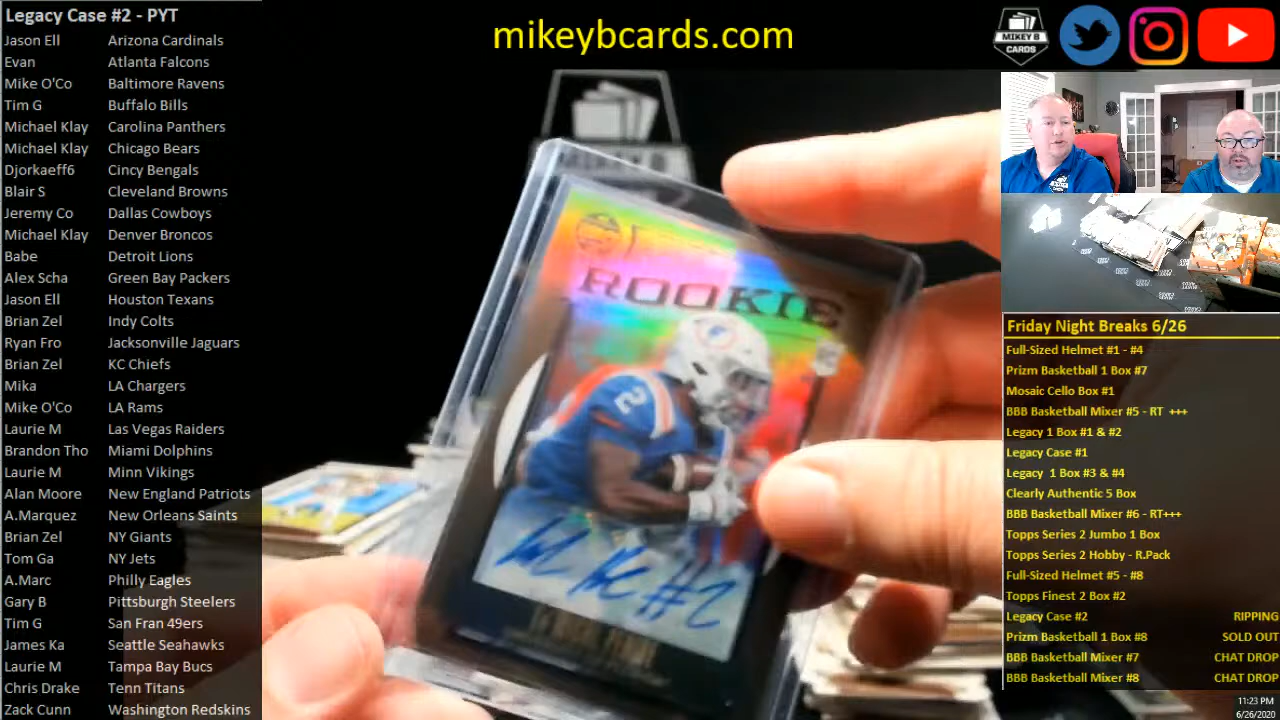 Legacy Case #2 - PYT
Jason Ell Arizona Cardinals
Evan Atlanta Falcons
Mike O'Co Baltimore Ravens
Tim G Buffalo Bills
Michael Klay Carolina Panthers
Michael Klay Chicago Bears
Djorkaeff6 Cincy Bengals
Blair S Cleveland Browns
Jeremy Co Dallas Cowboys
Michael Klay Denver Broncos
Babe Detroit Lions
Alex Scha Green Bay Packers
Jason Ell Houston Texans
Brian Zel Indy Colts
Ryan Fro Jacksonville Jaguars
Brian Zel KC Chiefs
Mika LA Chargers
Mike O'Co LA Rams
Laurie M Las Vegas Raiders
Brandon Tho Miami Dolphins
Laurie M Minn Vikings
Alan Moore New England Patriots
A.Marquez New Orleans Saints
Brian Zel NY Giants
Tom Ga NY Jets
A.Marc Philly Eagles
Gary B Pittsburgh Steelers
Tim G San Fran 49ers
James Ka Seattle Seahawks
Laurie M Tampa Bay Bucs
Chris Drake Tenn Titans
Zack Cunn Washington Redskins
mikeybcards.com
MIKEY B
CARDS
ROOKIE
2
#2
Friday Night Breaks 6/26
Full-Sized Helmet #1 - #4
Prizm Basketball 1 Box #7
Mosaic Cello Box #1
BBB Basketball Mixer #5 - RT +++
Legacy 1 Box #1 & #2
Legacy Case #1
Legacy 1 Box #3 & #4
Clearly Authentic 5 Box
BBB Basketball Mixer #6 - RT+++
Topps Series 2 Jumbo 1 Box
Topps Series 2 Hobby - R.Pack
Full-Sized Helmet #5 - #8
Topps Finest 2 Box #2
Legacy Case #2 RIPPING
Prizm Basketball 1 Box #8 SOLD OUT
BBB Basketball Mixer #7 CHAT DROP
BBB Basketball Mixer #8 CHAT DROP
11:23 PM
6/26/2020